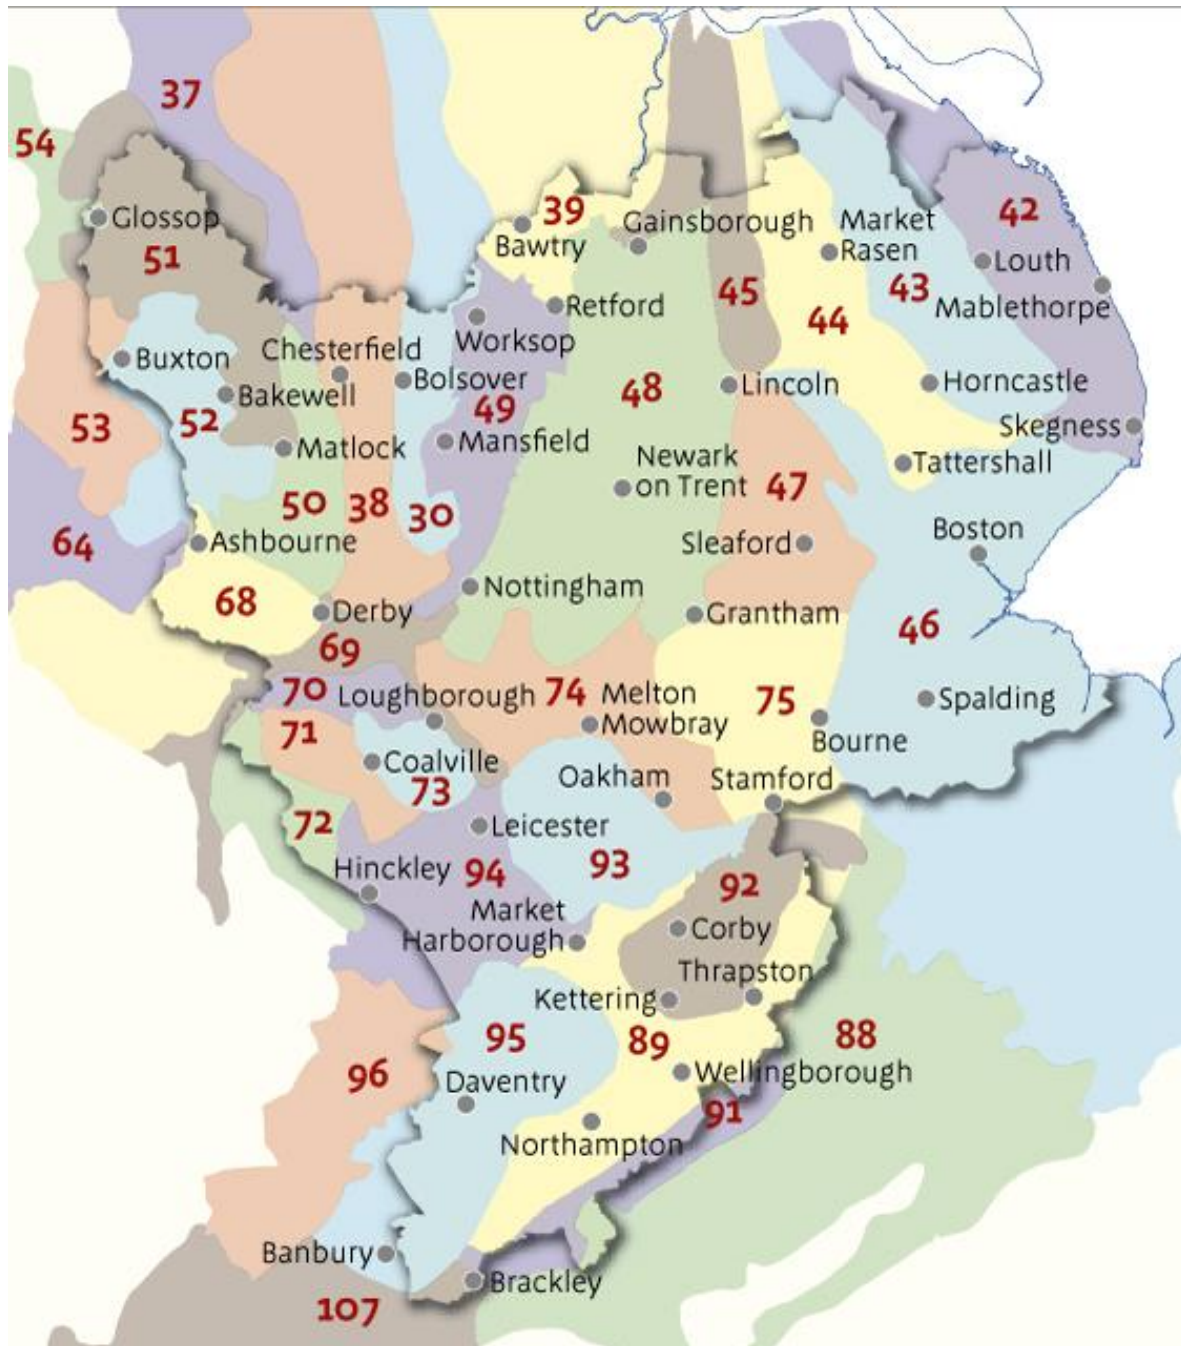 37
54
Glossop
51
39
Bawtry
Gainsborough
42
Market
Rasen
Louth
43
Mablethorpe
45
44
Retford
Worksop
Buxton
Chesterfield
Bolsover
Bakewell
48
Lincoln
Horncastle
53
52
49
Mansfield
Skegness
Matlock
Newark
on Trent
Tattershall
47
50
38
30
64
Ashbourne
Sleaford
Boston
68
Derby
Nottingham
Grantham
46
69
70
Loughborough
74
Melton
Mowbray
75
Spalding
71
Bourne
Coalville
73
Oakham
Stamford
72
Leicester
Hinckley
94
93
92
Market
Harborough
Corby
Thrapston
Kettering
95
89
88
96
Daventry
Wellingborough
91
Northampton
Banbury
Brackley
107